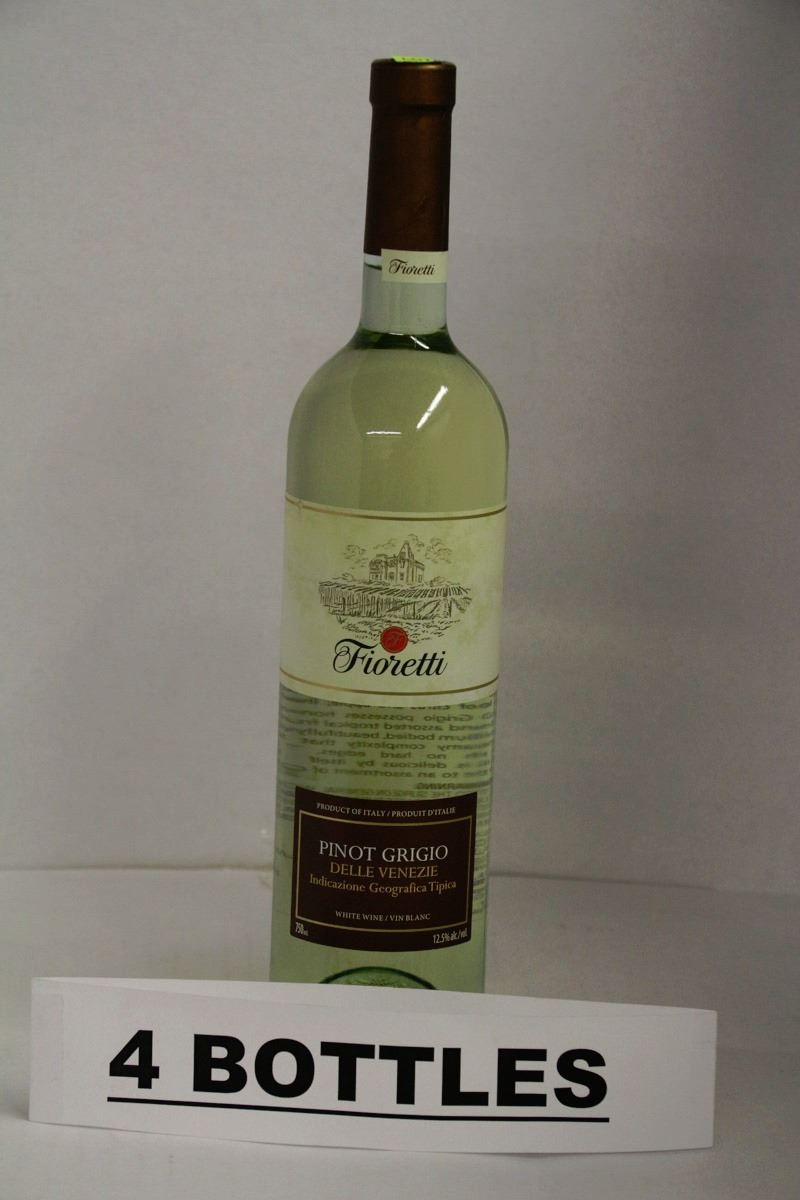 Fioretti
Fioretti
PRODUCT OF ITALY / PRODUIT D'ITALIE
PINOT GRIGIO
DELLE VENEZIE
Indicazione Geografica Tipica
WHITE WINE / VIN BLANC
750ml 12.5% alc./vol.
4 BOTTLES